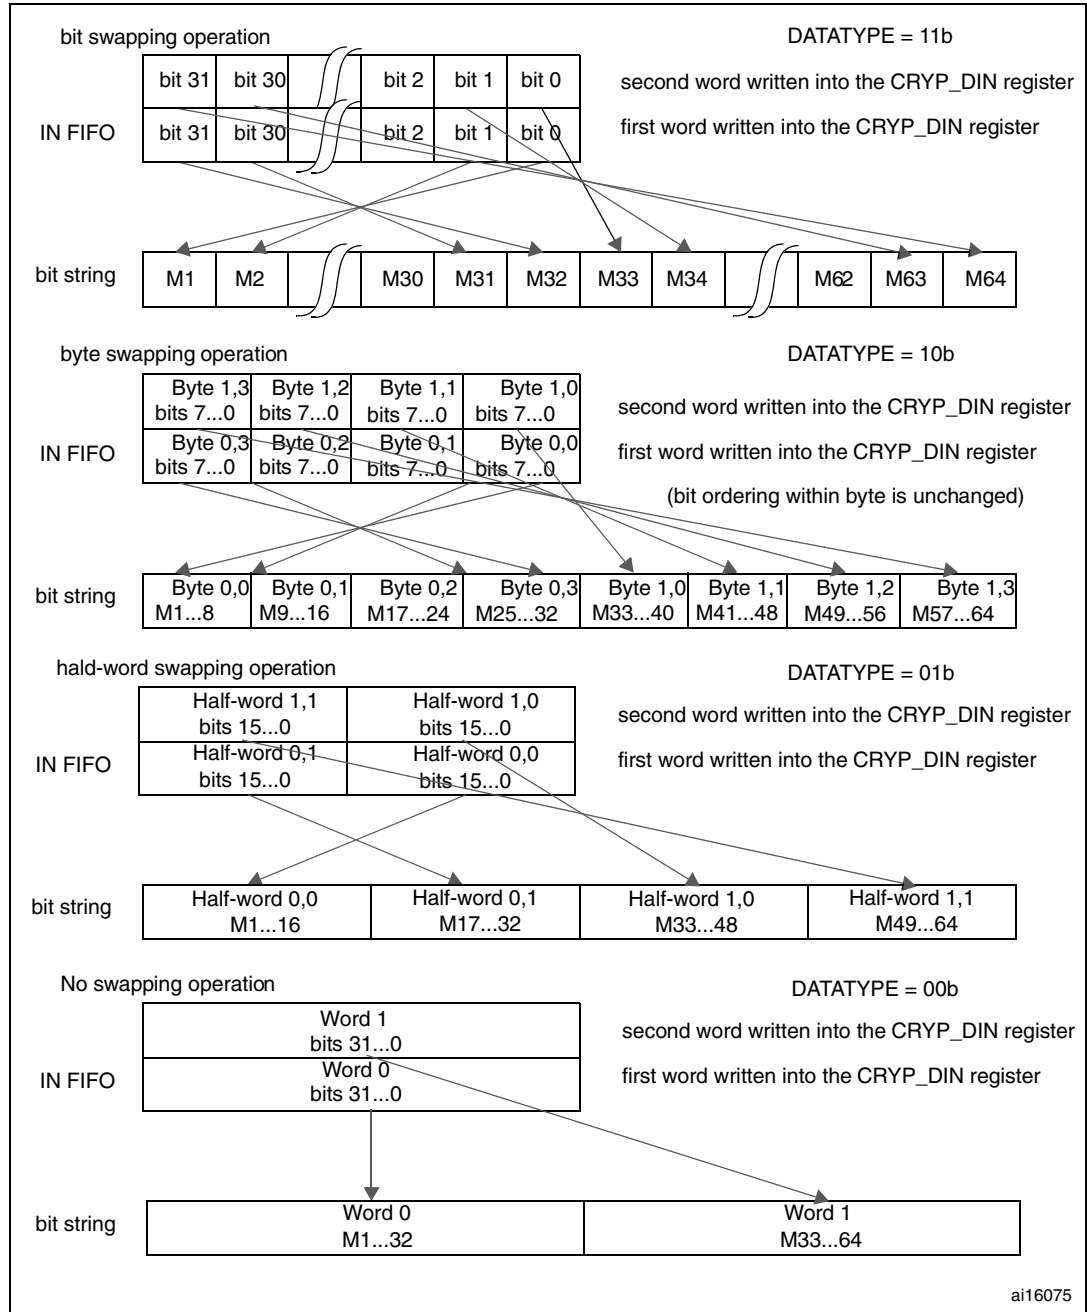 bit swapping operation DATATYPE = 11b
bit 31 bit 30 bit 2 bit 1 bit 0 second word written into the CRYP_DIN register
IN FIFO bit 31 bit 30 bit 2 bit 1 bit 0 first word written into the CRYP_DIN register
bit string M1 M2 M30 M31 M32 M33 M34 M62 M63 M64
byte swapping operation DATATYPE = 10b
Byte 1,3 Byte 1,2 Byte 1,1 Byte 1,0
bits 7...0 bits 7...0 bits 7...0 bits 7...0 second word written into the CRYP_DIN register
Byte 0,3 Byte 0,2 Byte 0,1 Byte 0,0
IN FIFO bits 7...0 bits 7...0 bits 7...0 bits 7...0 first word written into the CRYP_DIN register
(bit ordering within byte is unchanged)
Byte 0,0 Byte 0,1 Byte 0,2 Byte 0,3 Byte 1,0 Byte 1,1 Byte 1,2 Byte 1,3
bit string M1...8 M9...16 M17...24 M25...32 M33...40 M41...48 M49...56 M57...64
hald-word swapping operation DATATYPE = 01b
Half-word 1,1 Half-word 1,0
bits 15...0 bits 15...0 second word written into the CRYP_DIN register
Half-word 0,1 Half-word 0,0
IN FIFO bits 15...0 bits 15...0 first word written into the CRYP_DIN register
Half-word 0,0 Half-word 0,1 Half-word 1,0 Half-word 1,1
bit string M1...16 M17...32 M33...48 M49...64
No swapping operation DATATYPE = 00b
Word 1
bits 31...0 second word written into the CRYP_DIN register
Word 0
IN FIFO bits 31...0 first word written into the CRYP_DIN register
Word 0 Word 1
bit string M1...32 M33...64
ai16075